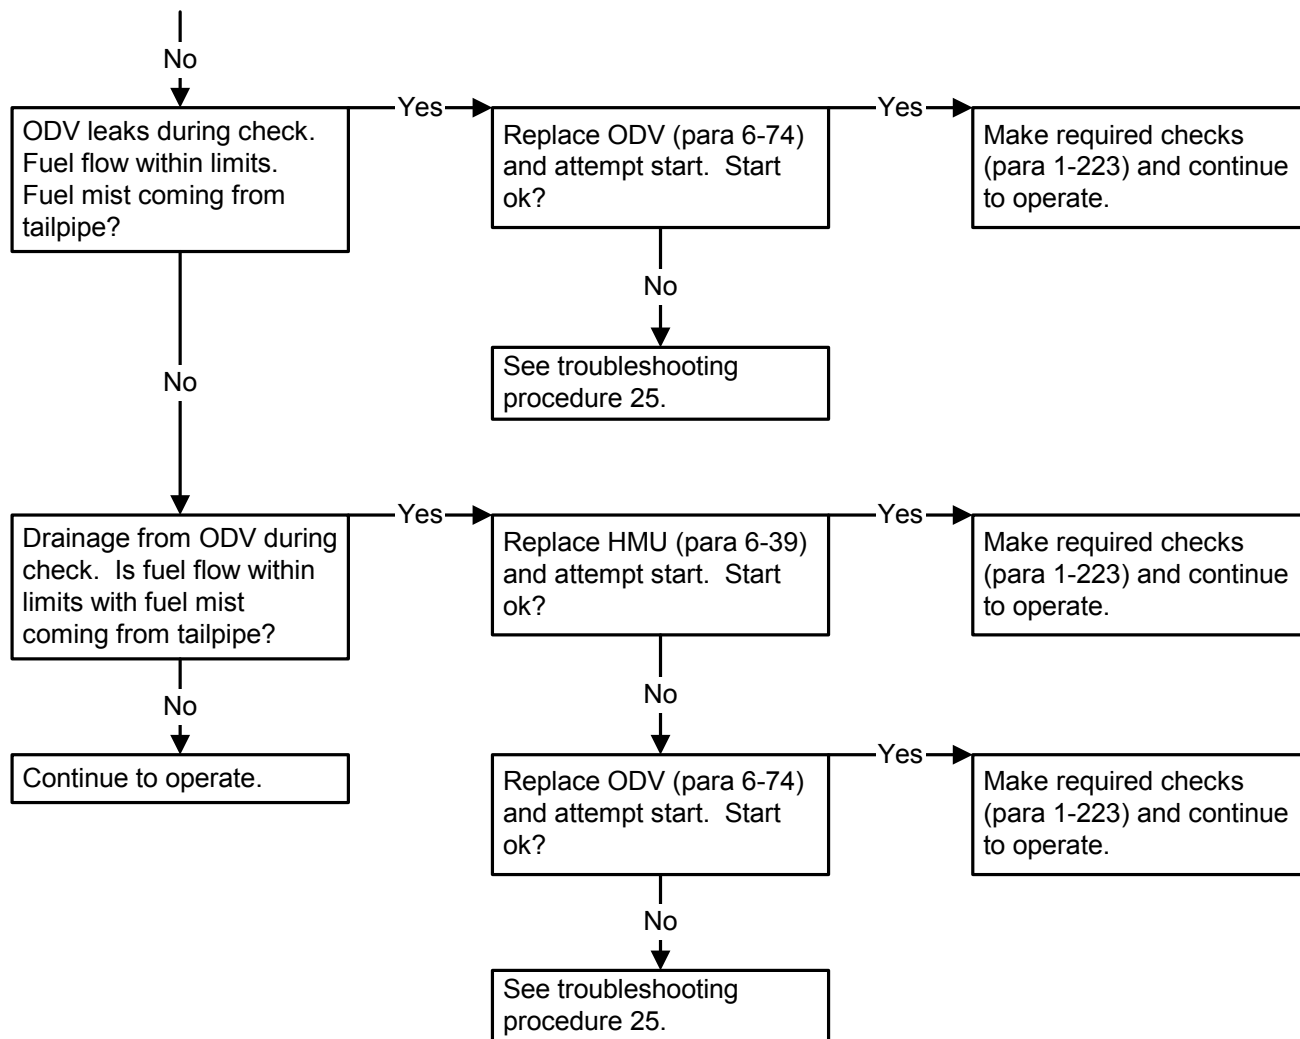 No
ODV leaks during check.
Fuel flow within limits.
Fuel mist coming from
tailpipe?
Yes
Replace ODV (para 6-74)
and attempt start.  Start
ok?
Yes
Make required checks
(para 1-223) and continue
to operate.
No
See troubleshooting
procedure 25.
No
Drainage from ODV during
check.  Is fuel flow within
limits with fuel mist
coming from tailpipe?
Yes
Replace HMU (para 6-39)
and attempt start.  Start
ok?
Yes
Make required checks
(para 1-223) and continue
to operate.
No
Continue to operate.
No
Replace ODV (para 6-74)
and attempt start.  Start
ok?
Yes
Make required checks
(para 1-223) and continue
to operate.
No
See troubleshooting
procedure 25.